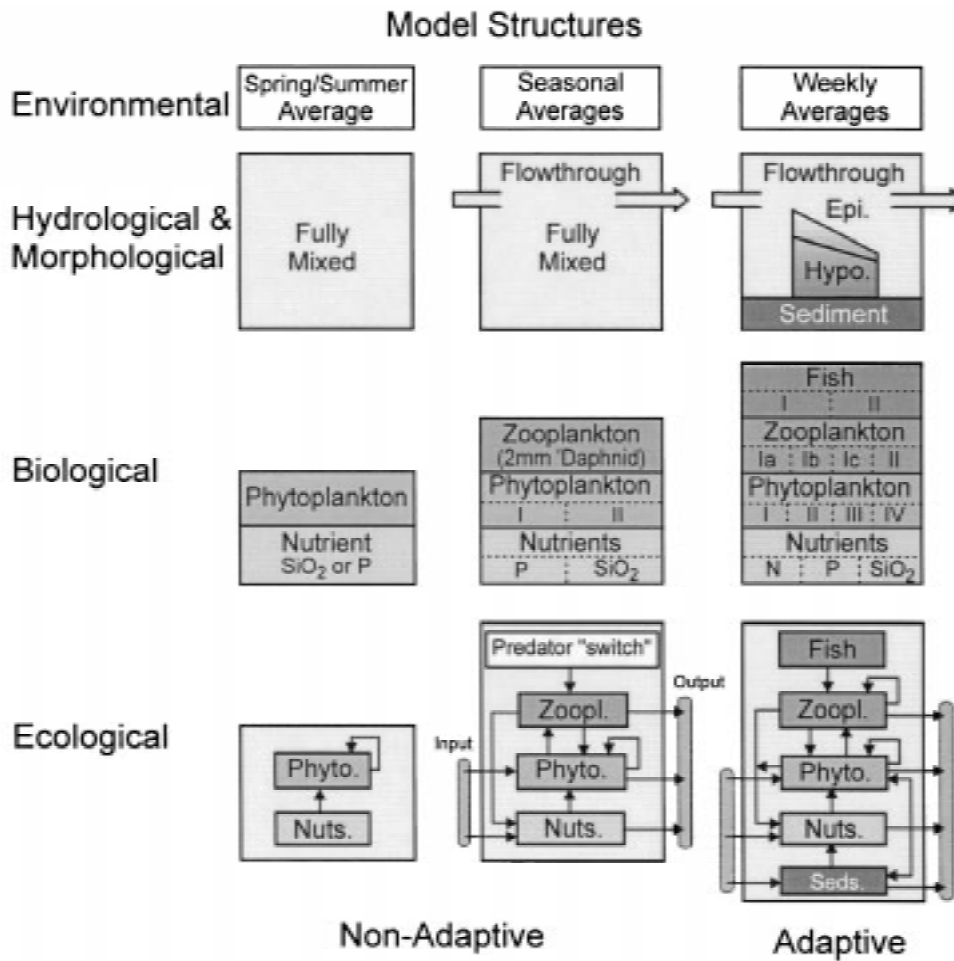 Model Structures
Environmental
Spring/Summer
Average
Seasonal
Averages
Weekly
Averages
Hydrological &
Morphological
Fully
Mixed
Flowthrough
Fully
Mixed
Flowthrough
Epi.
Hypo.
Sediment
Biological
Phytoplankton
Nutrient
SiO₂ or P
Zooplankton
(2mm 'Daphnid)
Phytoplankton
I II
Nutrients
P SiO₂
Fish
I II
Zooplankton
Ia Ib Ic II
Phytoplankton
I II III IV
Nutrients
N P SiO₂
Ecological
Phyto.
Nuts.
Input
Predator "switch"
Zoopl.
Phyto.
Nuts.
Output
Fish
Zoopl.
Phyto.
Nuts.
Seds.
Non-Adaptive
Adaptive